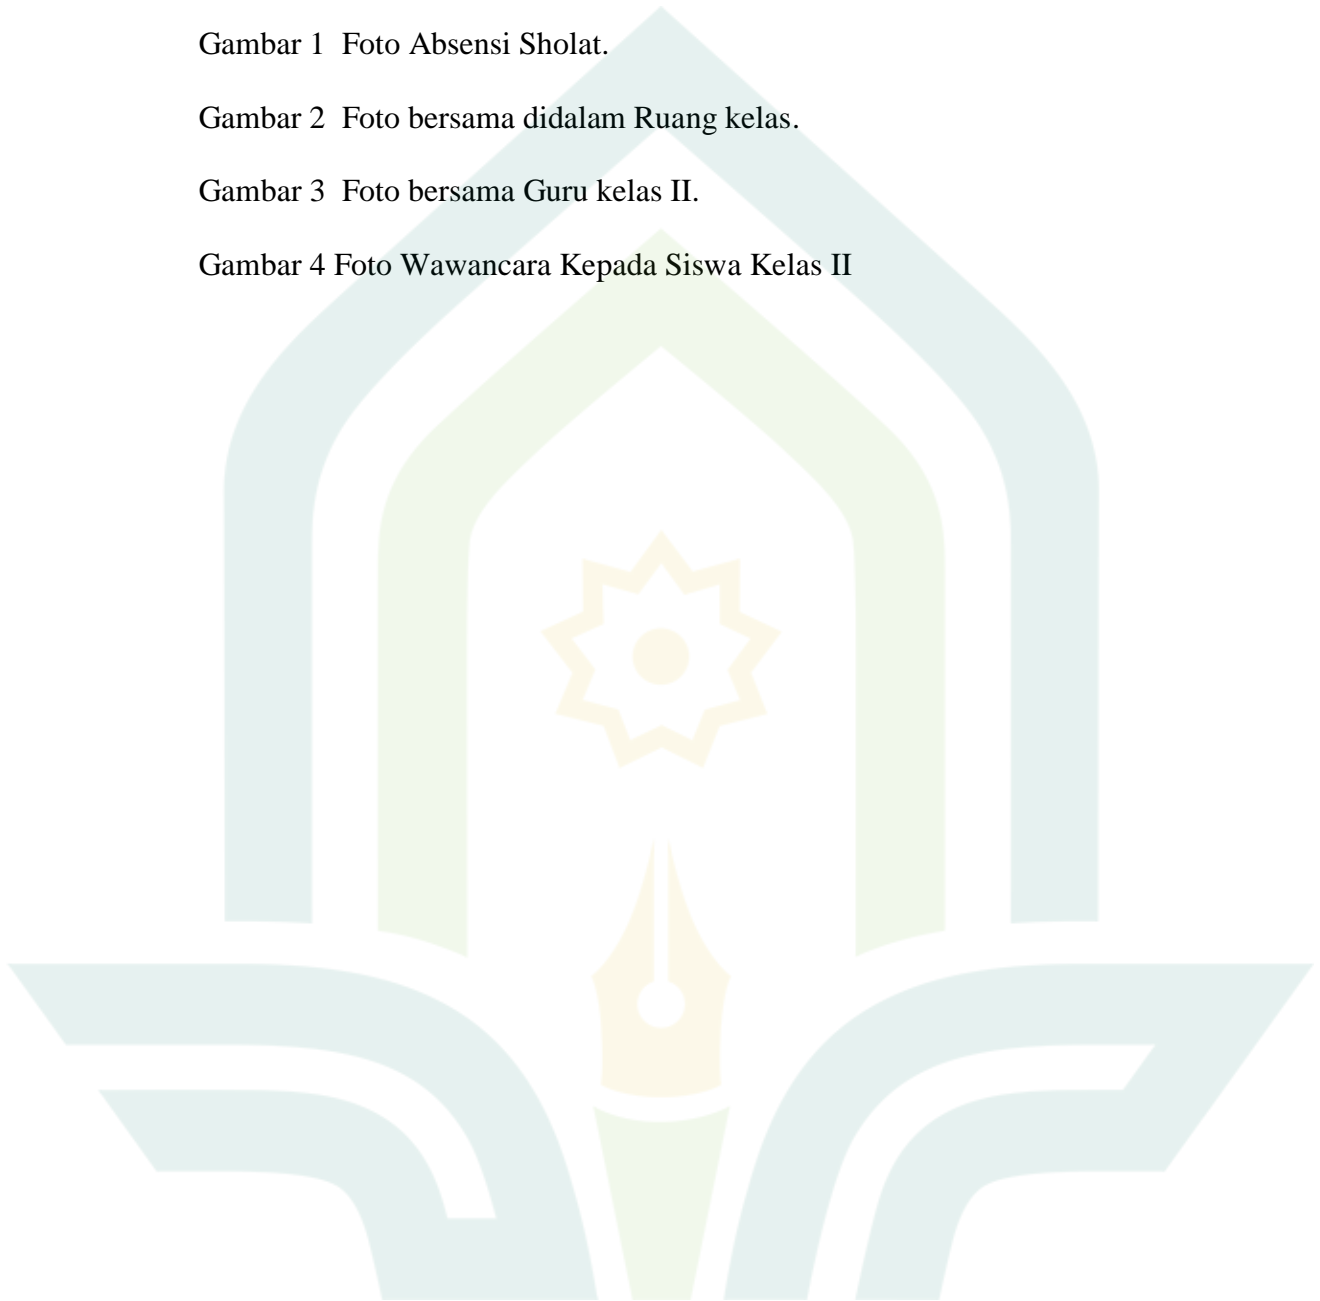 Gambar 1  Foto Absensi Sholat.
Gambar 2  Foto bersama didalam Ruang kelas.
Gambar 3  Foto bersama Guru kelas II.
Gambar 4 Foto Wawancara Kepada Siswa Kelas II